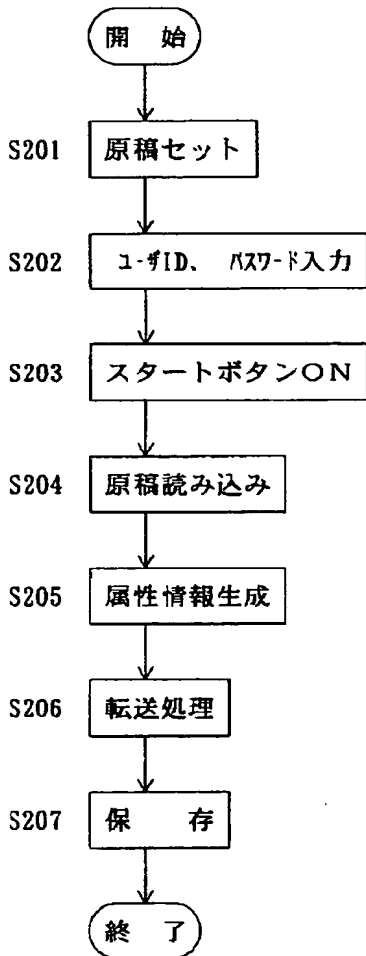 開 始
S201 原稿セット
S202 ユーザID、 パスワード入力
S203 スタートボタンON
S204 原稿読み込み
S205 属性情報生成
S206 転送処理
S207 保 存
終 了